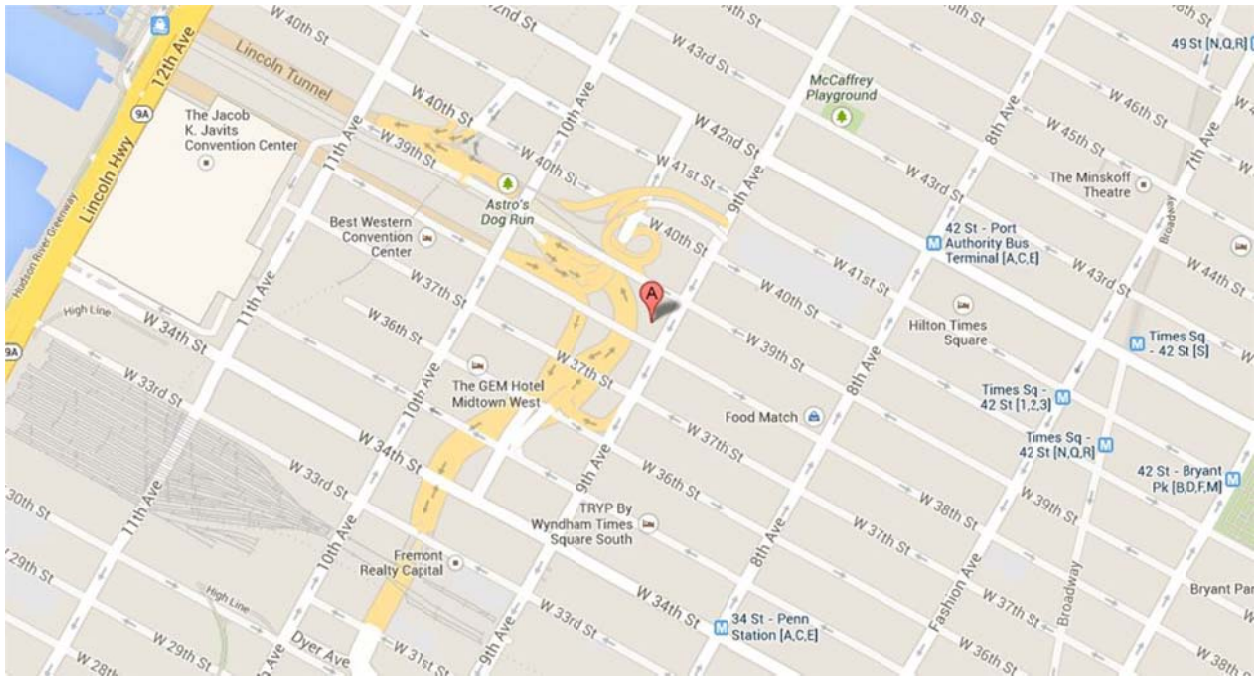 W 40th St
42nd St
W 43rd St
12th Ave
Lincoln Tunnel
49 St [N,Q,R]
McCaffrey
Playground
9A
The Jacob
K. Javits
Convention Center
11th Ave
W 40th St
10th Ave
W 42nd St
8th Ave
W 46th St
W 45th St
7th Ave
W 39th St
W 40th St
W 41st St
9th Ave
W 43rd St
The Minskoff
Theatre
Lincoln Hwy
Hudson River Greenway
Astro's
Dog Run
Best Western
Convention
Center
W 40th St
W 41st St
42 St - Port
Authority Bus
Terminal [A,C,E]
Broadway
W 44th St
W 43rd St
W 37th St
W 36th St
A
W 40th St
W 39th St
Hilton Times
Square
11th Ave
High Line
W 34th St
9A
Times Sq
- 42 St [S]
W 33rd St
The GEM Hotel
Midtown West
W 37th St
8th Ave
Times Sq -
42 St [1,2,3]
10th Ave
Food Match
Times Sq -
42 St [N,Q,R]
W 34th St
W 37th St
9th Ave
W 36th St
42 St - Bryant
Pk [B,D,F,M]
W 33rd St
11th Ave
30th St
W 38th St
W 39th St
TRYP By
Wyndham Times
Square South
W 37th St
10th Ave
Fremont
Realty Capital
8th Ave
29th St
High Line
W 34th St
34 St - Penn
Station [A,C,E]
Fashion Ave
Broadway
W 37th St
Bryant Par
W 33rd St
Dyer Ave
W 29th St
W 31st St
9th Ave
W 28th St
h Ave
W 36th St